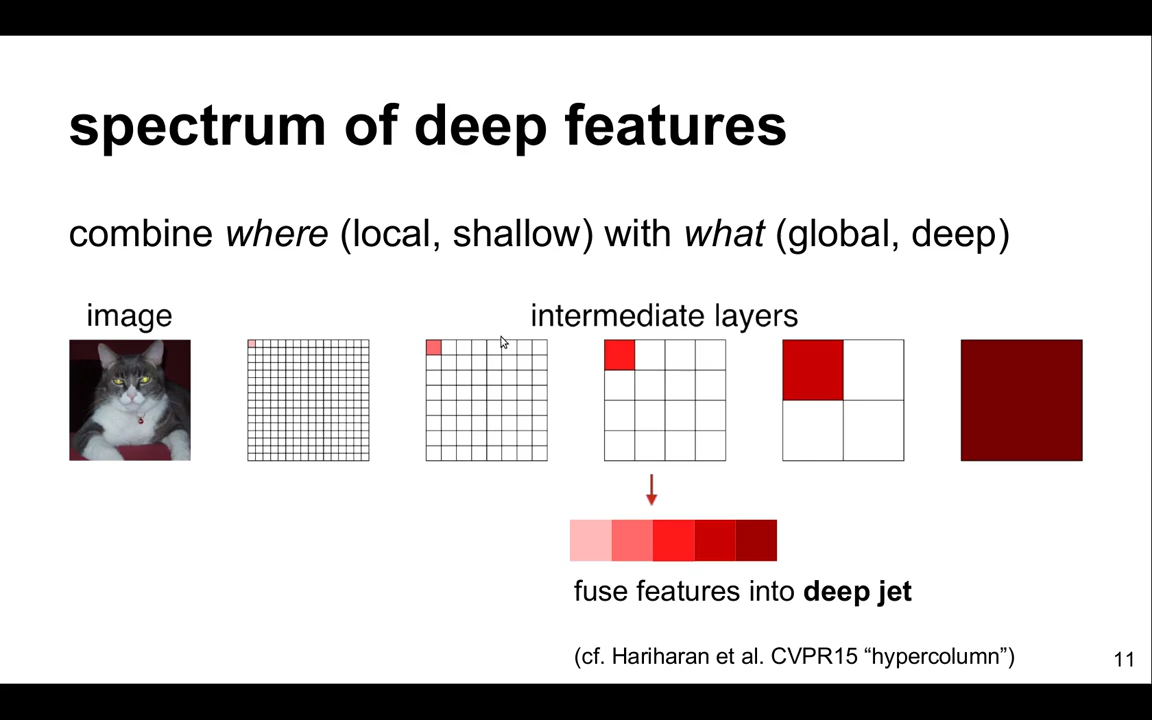 spectrum of deep features
combine where (local, shallow) with what (global, deep)
image
intermediate layers
fuse features into deep jet
(cf. Hariharan et al. CVPR15 “hypercolumn”)
11